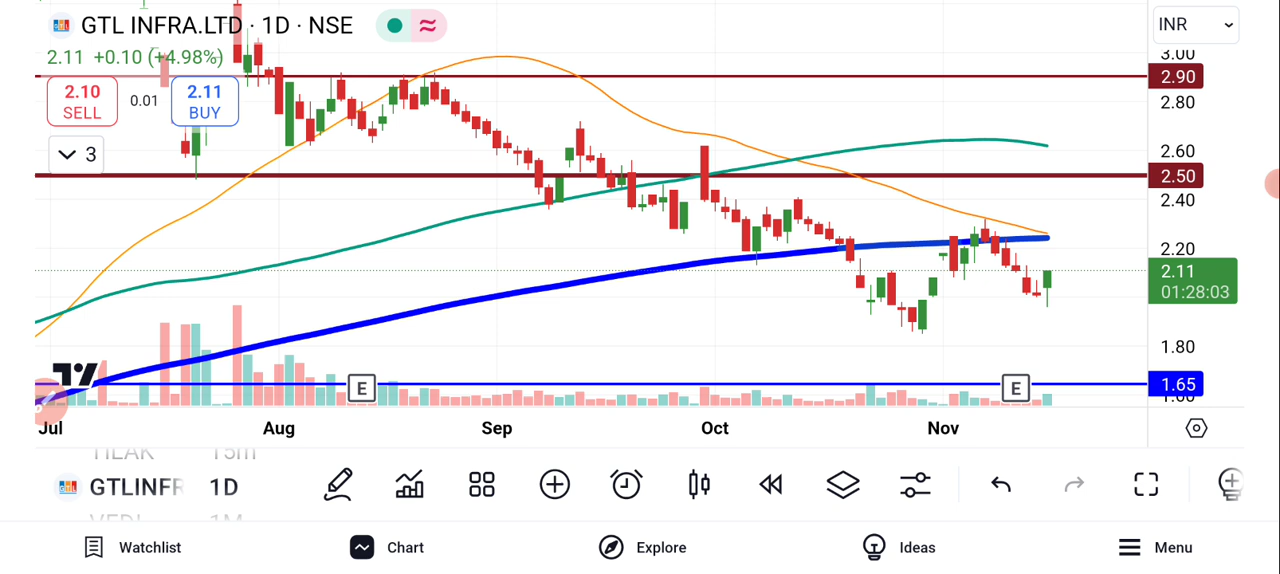 GTL INFRA.LTD · 1D · NSE
INR
2.11 +0.10 (+4.98%)
2.10
SELL
0.01
2.11
BUY
3
3.00
2.90
2.80
2.60
2.50
2.40
2.20
2.11
01:28:03
1.80
1.65
E
E
Jul
Aug
Sep
Oct
Nov
15m
GTLINFR
1D
1M
Watchlist
Chart
Explore
Ideas
Menu